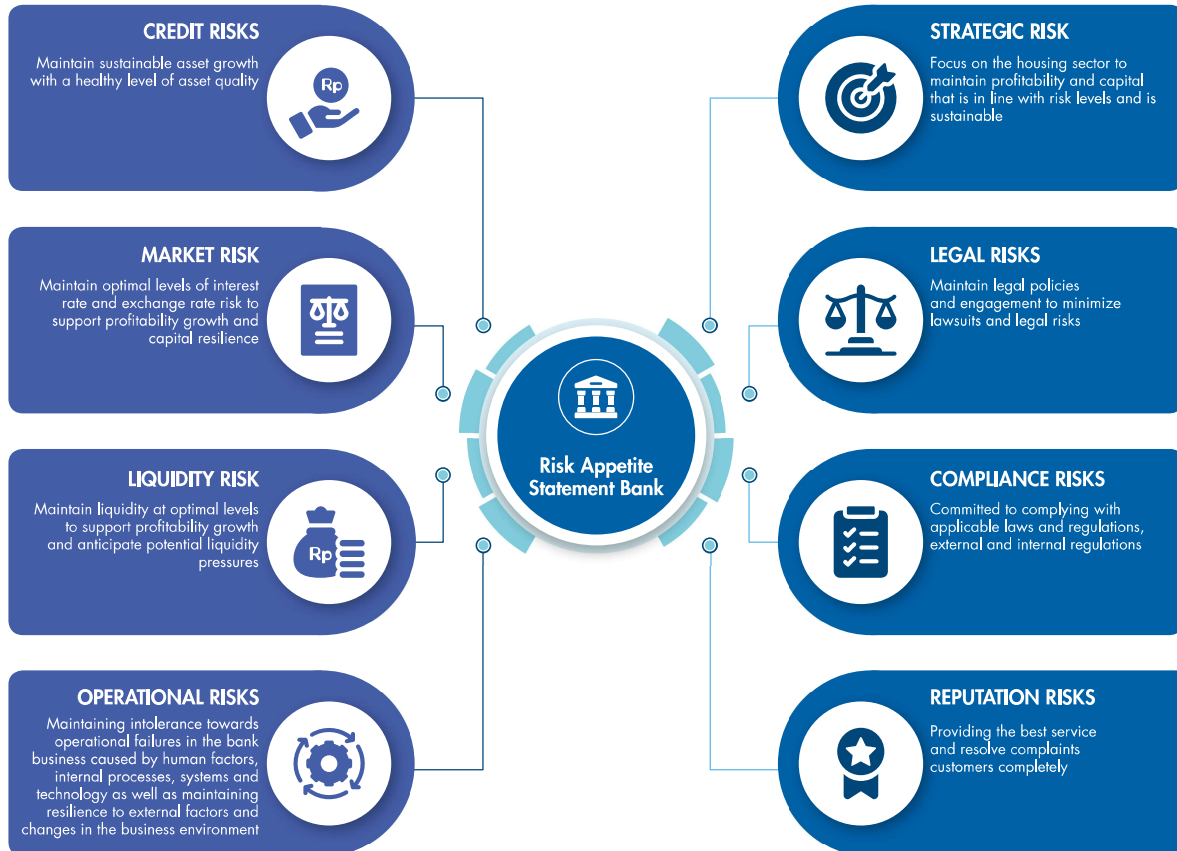 CREDIT RISKS
Maintain sustainable asset growth
with a healthy level of asset quality
Rp
MARKET RISK
Maintain optimal levels of interest
rate and exchange rate risk to
support profitability growth and
capital resilience
LIQUIDITY RISK
Maintain liquidity at optimal levels
to support profitability growth
and anticipate potential liquidity
pressures
Rp
OPERATIONAL RISKS
Maintaining intolerance towards
operational failures in the bank
business caused by human factors,
internal processes, systems and
technology as well as maintaining
resilience to external factors and
changes in the business environment
Risk Appetite
Statement Bank
STRATEGIC RISK
Focus on the housing sector to
maintain profitability and capital
that is in line with risk levels and is
sustainable
LEGAL RISKS
Maintain legal policies
and engagement to minimize
lawsuits and legal risks
COMPLIANCE RISKS
Committed to complying with
applicable laws and regulations,
external and internal regulations
REPUTATION RISKS
Providing the best service
and resolve complaints
customers completely